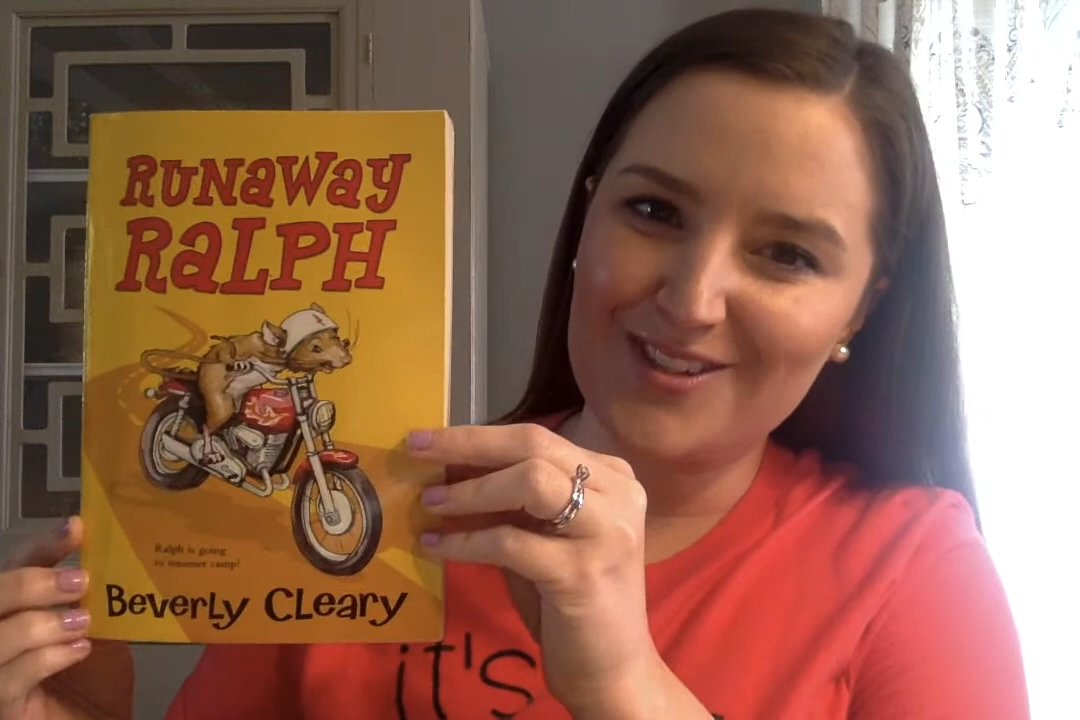 RUNAWAY
RALPH
Ralph is going
to summer camp!
BEVERLY CLEARY
it's